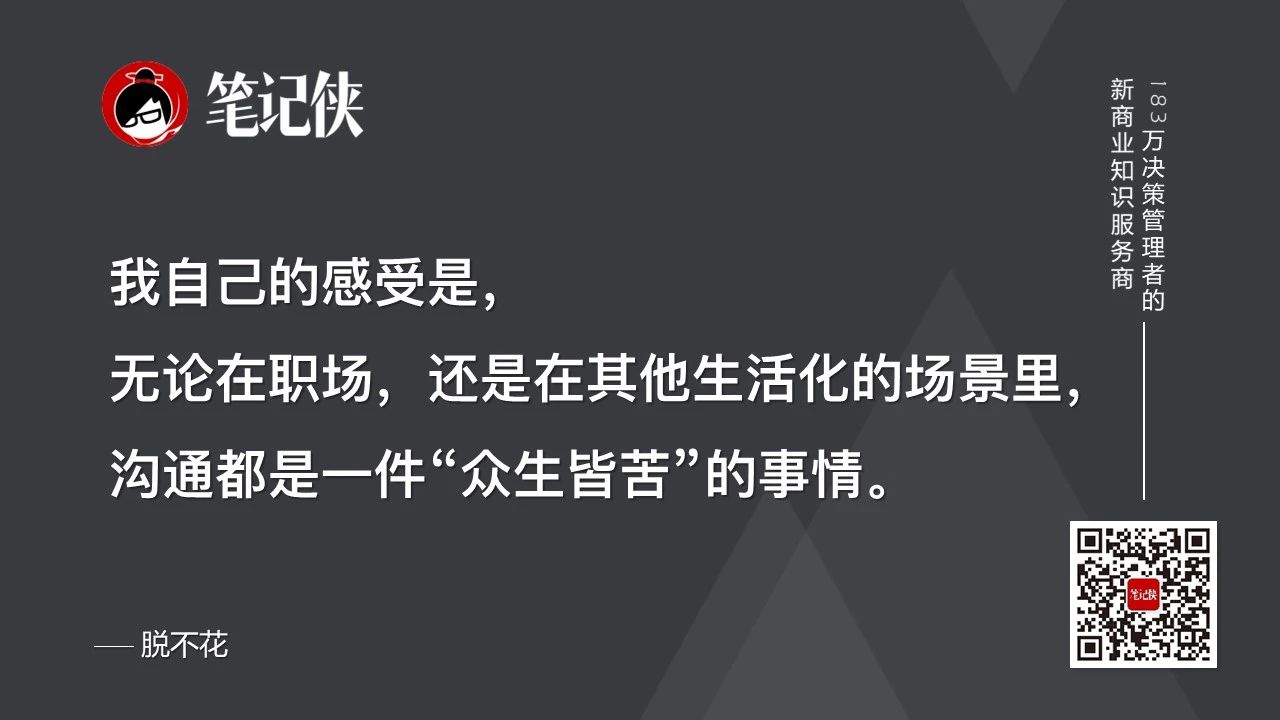 笔记侠
183万决策管理者的
新商业知识服务商
我自己的感受是，
无论在职场，还是在其他生活化的场景里，
沟通都是一件“众生皆苦”的事情。
—— 脱不花
笔记侠